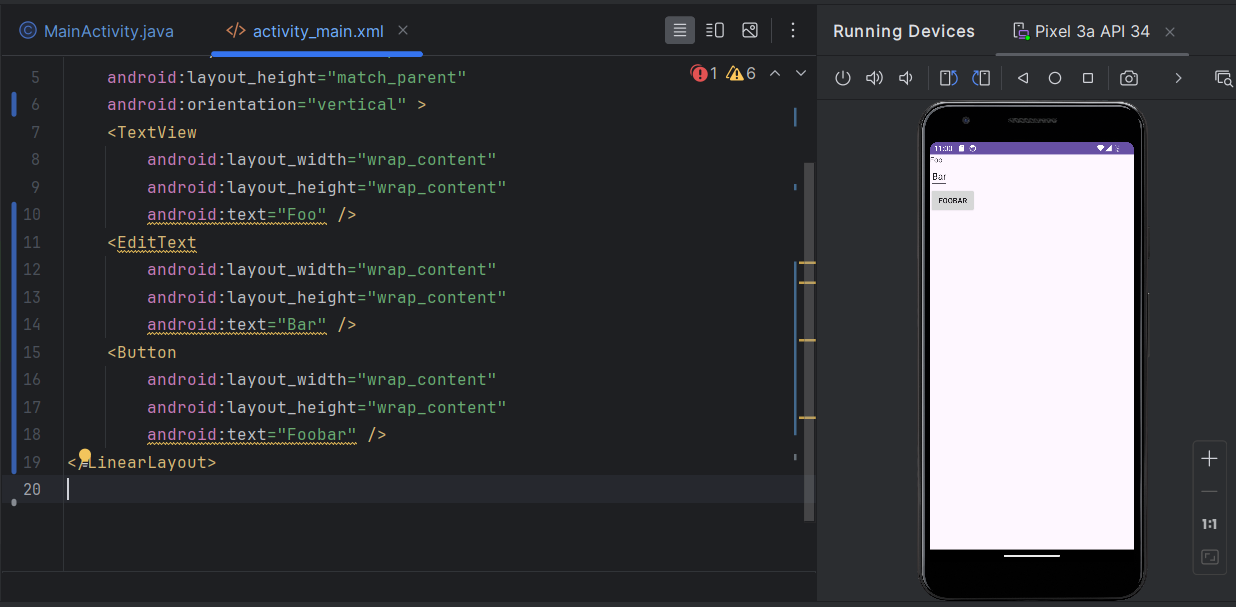 MainActivity.java
activity_main.xml
Running Devices
Pixel 3a API 34
1
6
5 android:layout_height="match_parent"
6 android:orientation="vertical" >
7 <TextView
8 android:layout_width="wrap_content"
9 android:layout_height="wrap_content"
10 android:text="Foo" />
11 <EditText
12 android:layout_width="wrap_content"
13 android:layout_height="wrap_content"
14 android:text="Bar" />
15 <Button
16 android:layout_width="wrap_content"
17 android:layout_height="wrap_content"
18 android:text="Foobar" />
19 </LinearLayout>
20
11:00
Foo
Bar
FOOBAR
1:1